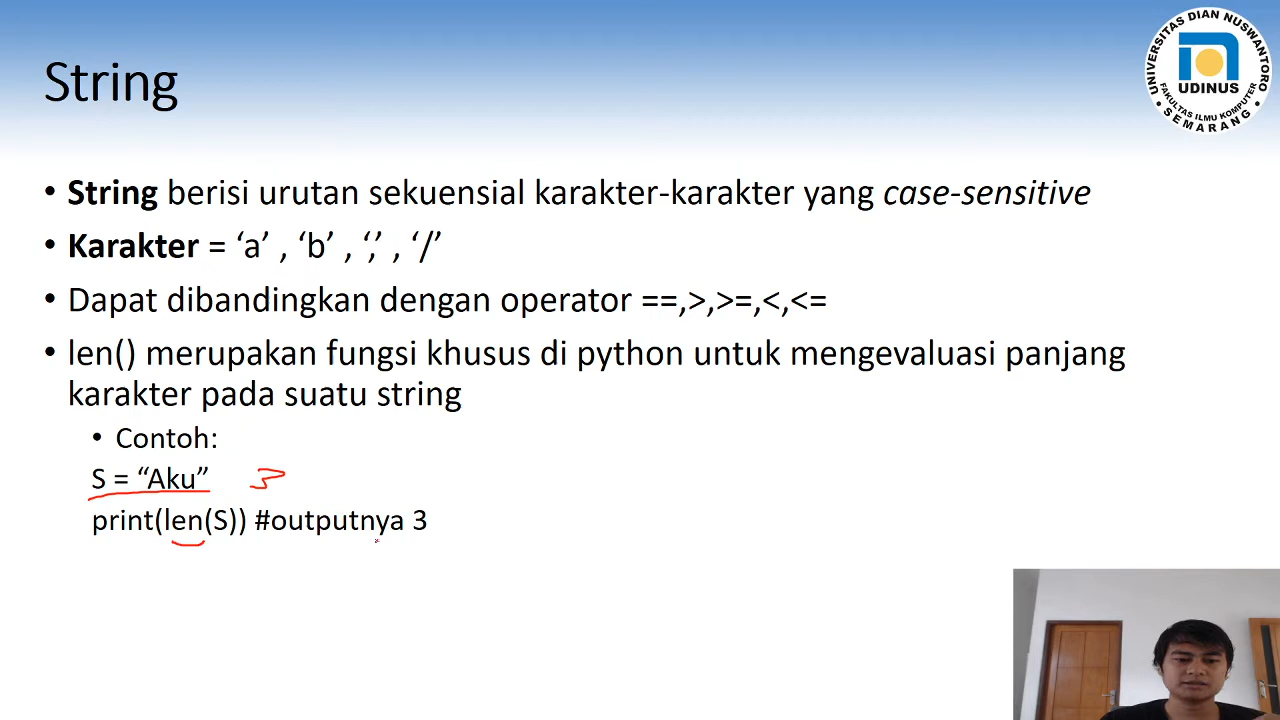 String
UNIVERSITAS DIAN NUSWANTORO
UDINUS
FAKULTAS ILMU KOMPUTER
• SEMARANG •
• String berisi urutan sekuensial karakter-karakter yang case-sensitive
• Karakter = ‘a’ , ‘b’ , ‘,’ , ‘/’
• Dapat dibandingkan dengan operator ==,>,>=,<,<=
• len() merupakan fungsi khusus di python untuk mengevaluasi panjang
karakter pada suatu string
• Contoh:
S = “Aku” 3
print(len(S)) #outputnya 3